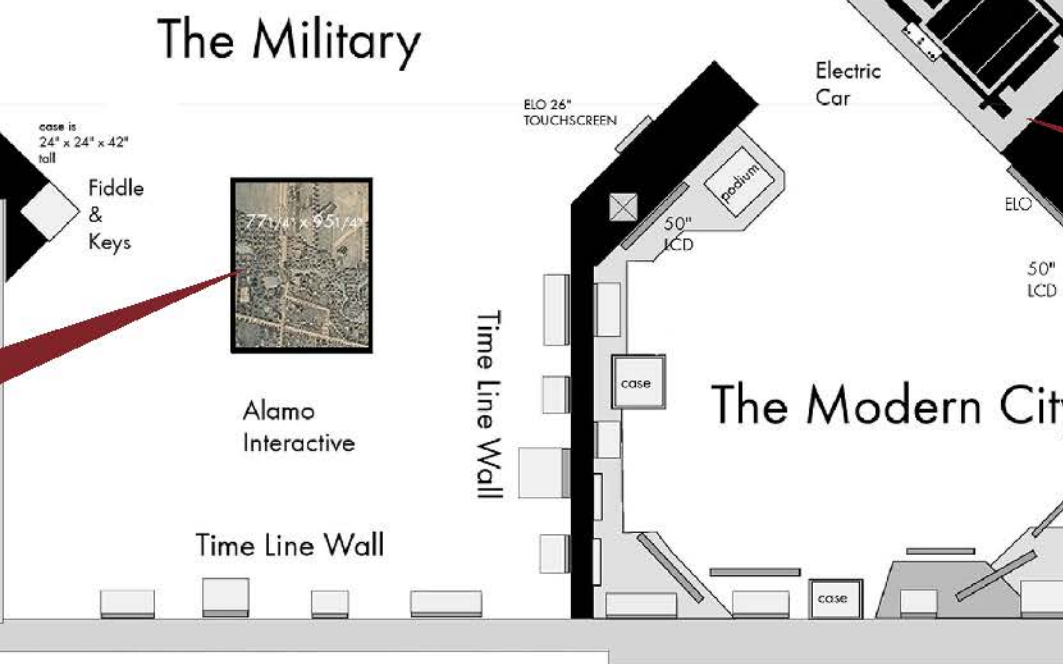 The Military
case is
24" x 24" x 42"
tall
Fiddle
&
Keys
77 1/4" x 95 1/4"
Alamo
Interactive
Time Line Wall
Time Line Wall
ELO 26"
TOUCHSCREEN
Electric
Car
podium
50"
LCD
ELO
50"
LCD
case
The Modern City
case